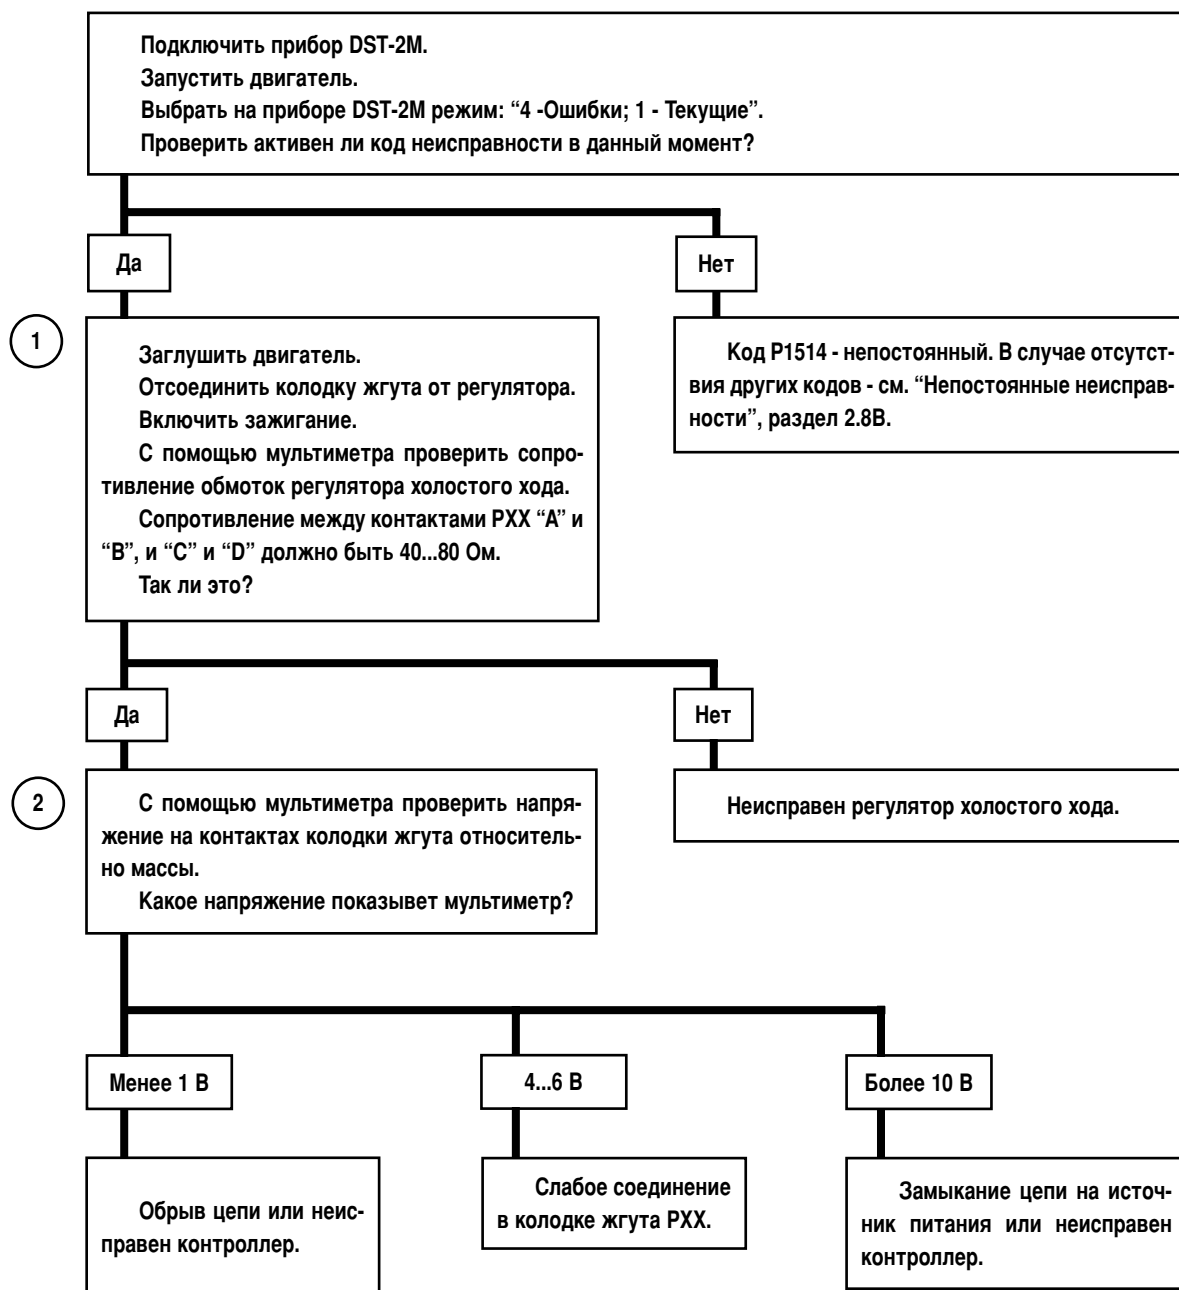 Подключить прибор DST-2M.
Запустить двигатель.
Выбрать на приборе DST-2M режим: “4 -Ошибки; 1 - Текущие”.
Проверить активен ли код неисправности в данный момент?
Да
Нет
1
Заглушить двигатель.
Отсоединить колодку жгута от регулятора.
Включить зажигание.
С помощью мультиметра проверить сопро-
тивление обмоток регулятора холостого хода.
Сопротивление между контактами РХХ “A” и
“B”, и “C” и “D” должно быть 40...80 Ом.
Так ли это?
Код P1514 - непостоянный. В случае отсутст-
вия других кодов - см. “Непостоянные неисправ-
ности”, раздел 2.8В.
Да
Нет
2
С помощью мультиметра проверить напря-
жение на контактах колодки жгута относитель-
но массы.
Какое напряжение показывет мультиметр?
Неисправен регулятор холостого хода.
Менее 1 В
4...6 В
Более 10 В
Обрыв цепи или неис-
правен контроллер.
Слабое соединение
в колодке жгута РХХ.
Замыкание цепи на источ-
ник питания или неисправен
контроллер.